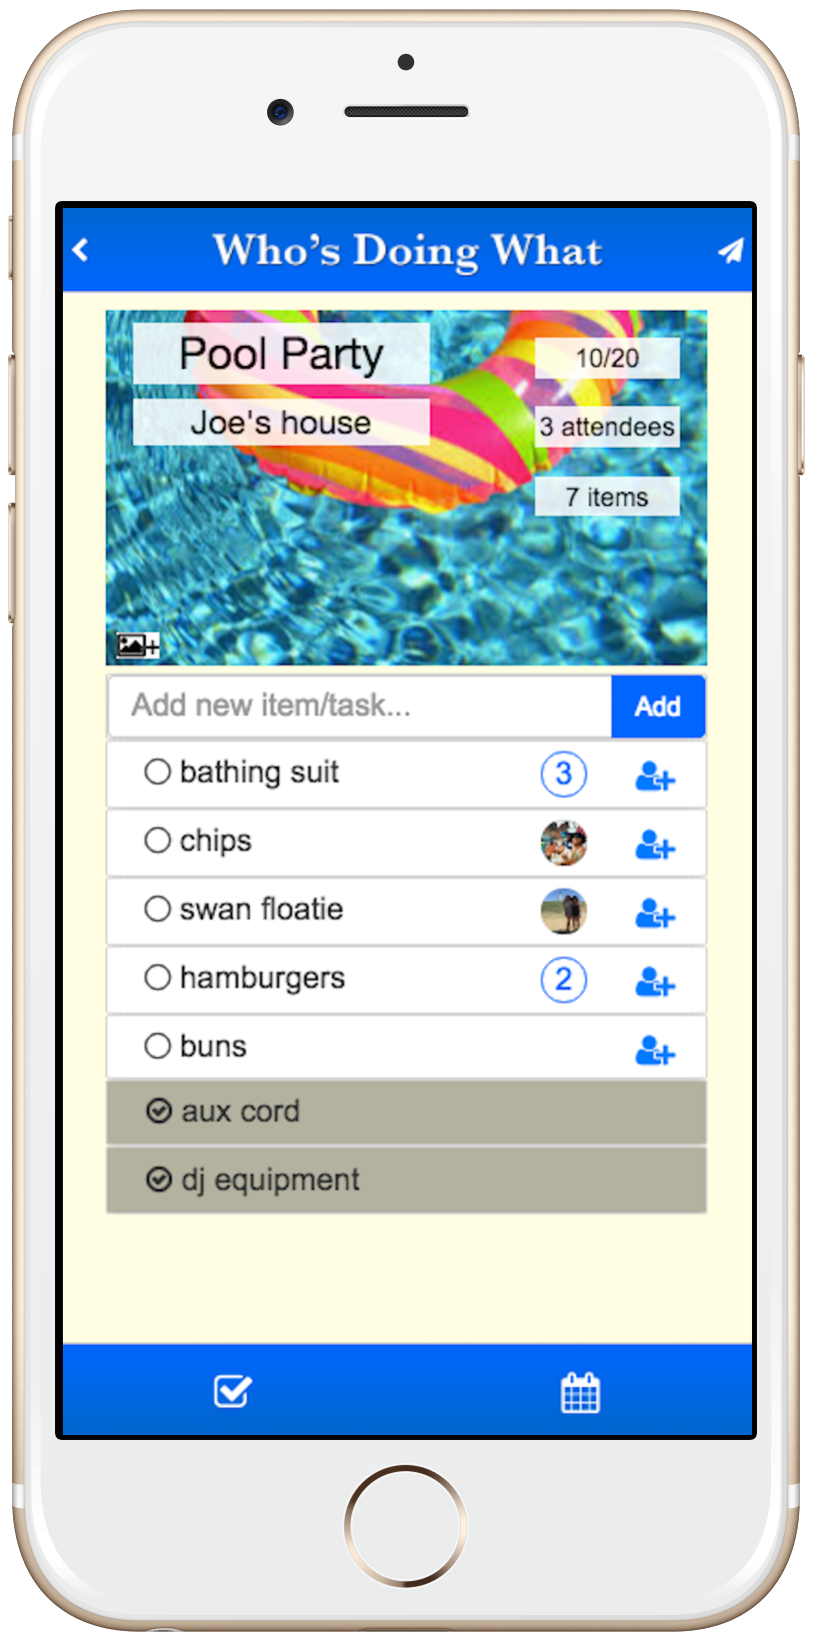 Who's Doing What
Pool Party
10/20
Joe's house
3 attendees
7 items
Add new item/task...
Add
bathing suit
3
chips
swan floatie
hamburgers
2
buns
aux cord
dj equipment